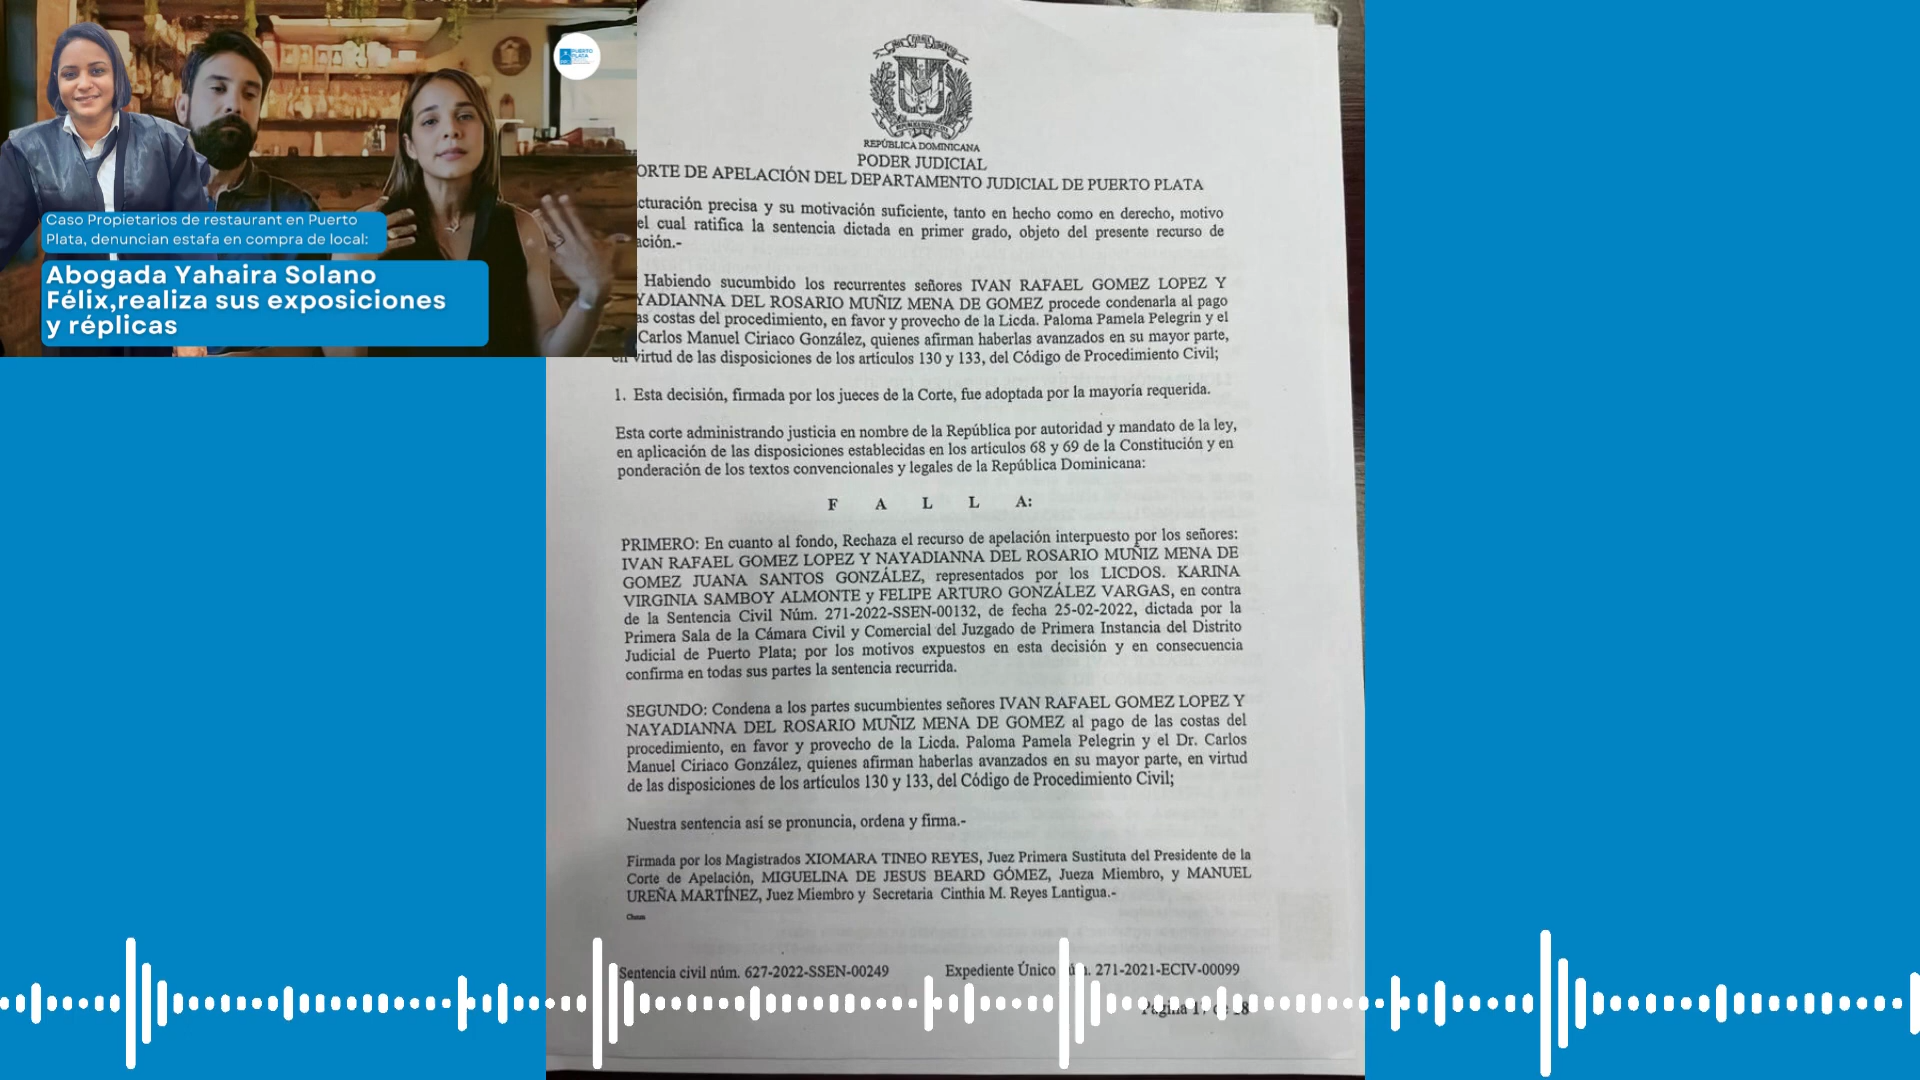 PUERTO
PLATA
Caso Propietarios de restaurant en Puerto
Plata, denuncian estafa en compra de local:
Abogada Yahaira Solano
Félix,realiza sus exposiciones
y réplicas
REPÚBLICA DOMINICANA
PODER JUDICIAL
ORTE DE APELACIÓN DEL DEPARTAMENTO JUDICIAL DE PUERTO PLATA
cturación precisa y su motivación suficiente, tanto en hecho como en derecho, motivo
el cual ratifica la sentencia dictada en primer grado, objeto del presente recurso de
ación.-
Habiendo sucumbido los recurrentes señores IVAN RAFAEL GOMEZ LOPEZ Y
YADIANNA DEL ROSARIO MUÑIZ MENA DE GOMEZ procede condenarla al pago
as costas del procedimiento, en favor y provecho de la Licda. Paloma Pamela Pelegrin y el
Carlos Manuel Ciriaco González, quienes afirman haberlas avanzados en su mayor parte,
en virtud de las disposiciones de los artículos 130 y 133, del Código de Procedimiento Civil;
1. Esta decisión, firmada por los jueces de la Corte, fue adoptada por la mayoría requerida.
Esta corte administrando justicia en nombre de la República por autoridad y mandato de la ley,
en aplicación de las disposiciones establecidas en los artículos 68 y 69 de la Constitución y en
ponderación de los textos convencionales y legales de la República Dominicana:
F A L L A:
PRIMERO: En cuanto al fondo, Rechaza el recurso de apelación interpuesto por los señores:
IVAN RAFAEL GOMEZ LOPEZ Y NAYADIANNA DEL ROSARIO MUÑIZ MENA DE
GOMEZ JUANA SANTOS GONZÁLEZ, representados por los LICDOS. KARINA
VIRGINIA SAMBOY ALMONTE y FELIPE ARTURO GONZÁLEZ VARGAS, en contra
de la Sentencia Civil Núm. 271-2022-SSEN-00132, de fecha 25-02-2022, dictada por la
Primera Sala de la Cámara Civil y Comercial del Juzgado de Primera Instancia del Distrito
Judicial de Puerto Plata; por los motivos expuestos en esta decisión y en consecuencia
confirma en todas sus partes la sentencia recurrida.
SEGUNDO: Condena a los partes sucumbientes señores IVAN RAFAEL GOMEZ LOPEZ Y
NAYADIANNA DEL ROSARIO MUÑIZ MENA DE GOMEZ al pago de las costas del
procedimiento, en favor y provecho de la Licda. Paloma Pamela Pelegrin y el Dr. Carlos
Manuel Ciriaco González, quienes afirman haberlas avanzados en su mayor parte, en virtud
de las disposiciones de los artículos 130 y 133, del Código de Procedimiento Civil;
Nuestra sentencia así se pronuncia, ordena y firma.-
Firmada por los Magistrados XIOMARA TINEO REYES, Juez Primera Sustituta del Presidente de la
Corte de Apelación, MIGUELINA DE JESUS BEARD GÓMEZ, Jueza Miembro, y MANUEL
UREÑA MARTÍNEZ, Juez Miembro y Secretaria Cinthia M. Reyes Lantigua.-
Sentencia civil núm. 627-2022-SSEN-00249 Expediente Único 271-2021-ECIV-00099
Página